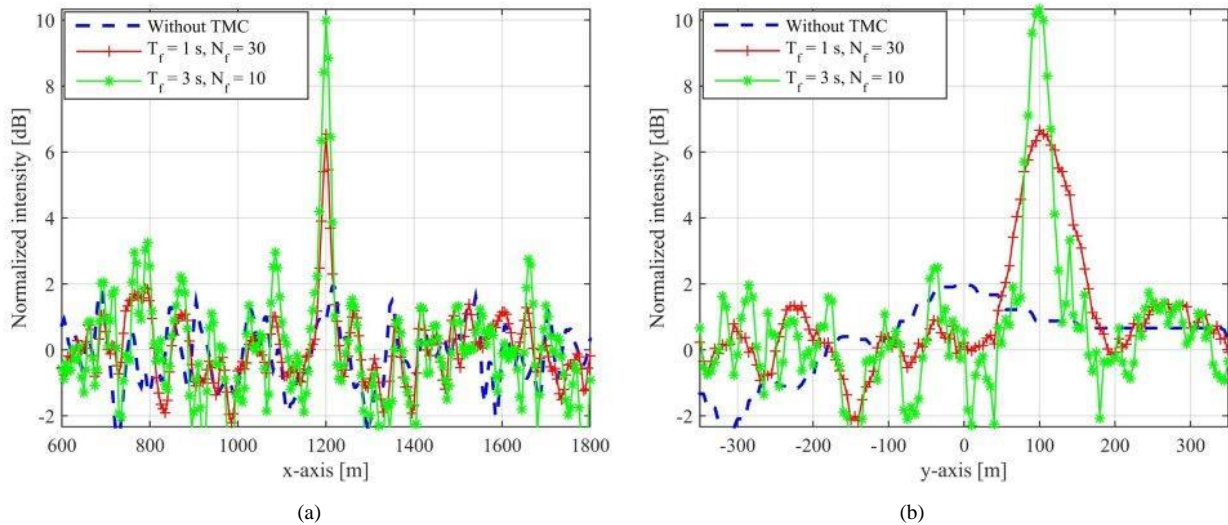 Without TMC
T_f = 1 s, N_f = 30
T_f = 3 s, N_f = 10
Normalized intensity [dB]
10
8
6
4
2
0
-2
600 800 1000 1200 1400 1600 1800
x-axis [m]
(a)
Without TMC
T_f = 1 s, N_f = 30
T_f = 3 s, N_f = 10
Normalized intensity [dB]
10
8
6
4
2
0
-2
-300 -200 -100 0 100 200 300
y-axis [m]
(b)